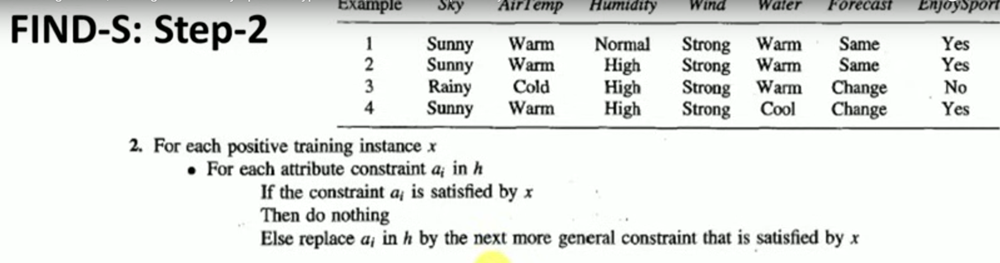 Example Sky AirTemp Humidity Wind Water Forecast EnjoySport
FIND-S: Step-2
1 Sunny Warm Normal Strong Warm Same Yes
2 Sunny Warm High Strong Warm Same Yes
3 Rainy Cold High Strong Warm Change No
4 Sunny Warm High Strong Cool Change Yes
2. For each positive training instance x
• For each attribute constraint aᵢ in h
If the constraint aᵢ is satisfied by x
Then do nothing
Else replace aᵢ in h by the next more general constraint that is satisfied by x